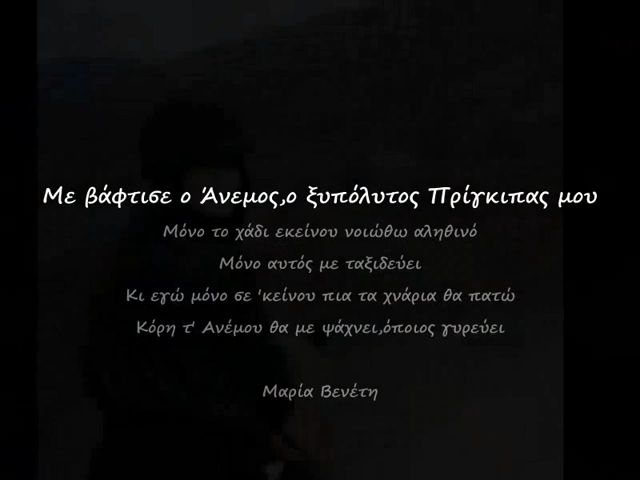 Με βάφτισε ο Άνεμος,ο ξυπόλυτος Πρίγκιπας μου
Μόνο το χάδι εκείνου νοιώθω αληθινό
Μόνο αυτός με ταξιδεύει
Κι εγώ μόνο σε 'κείνου πια τα χνάρια θα πατώ
Κόρη τ' Ανέμου θα με ψάχνει,όποιος γυρεύει
Μαρία Βενέτη